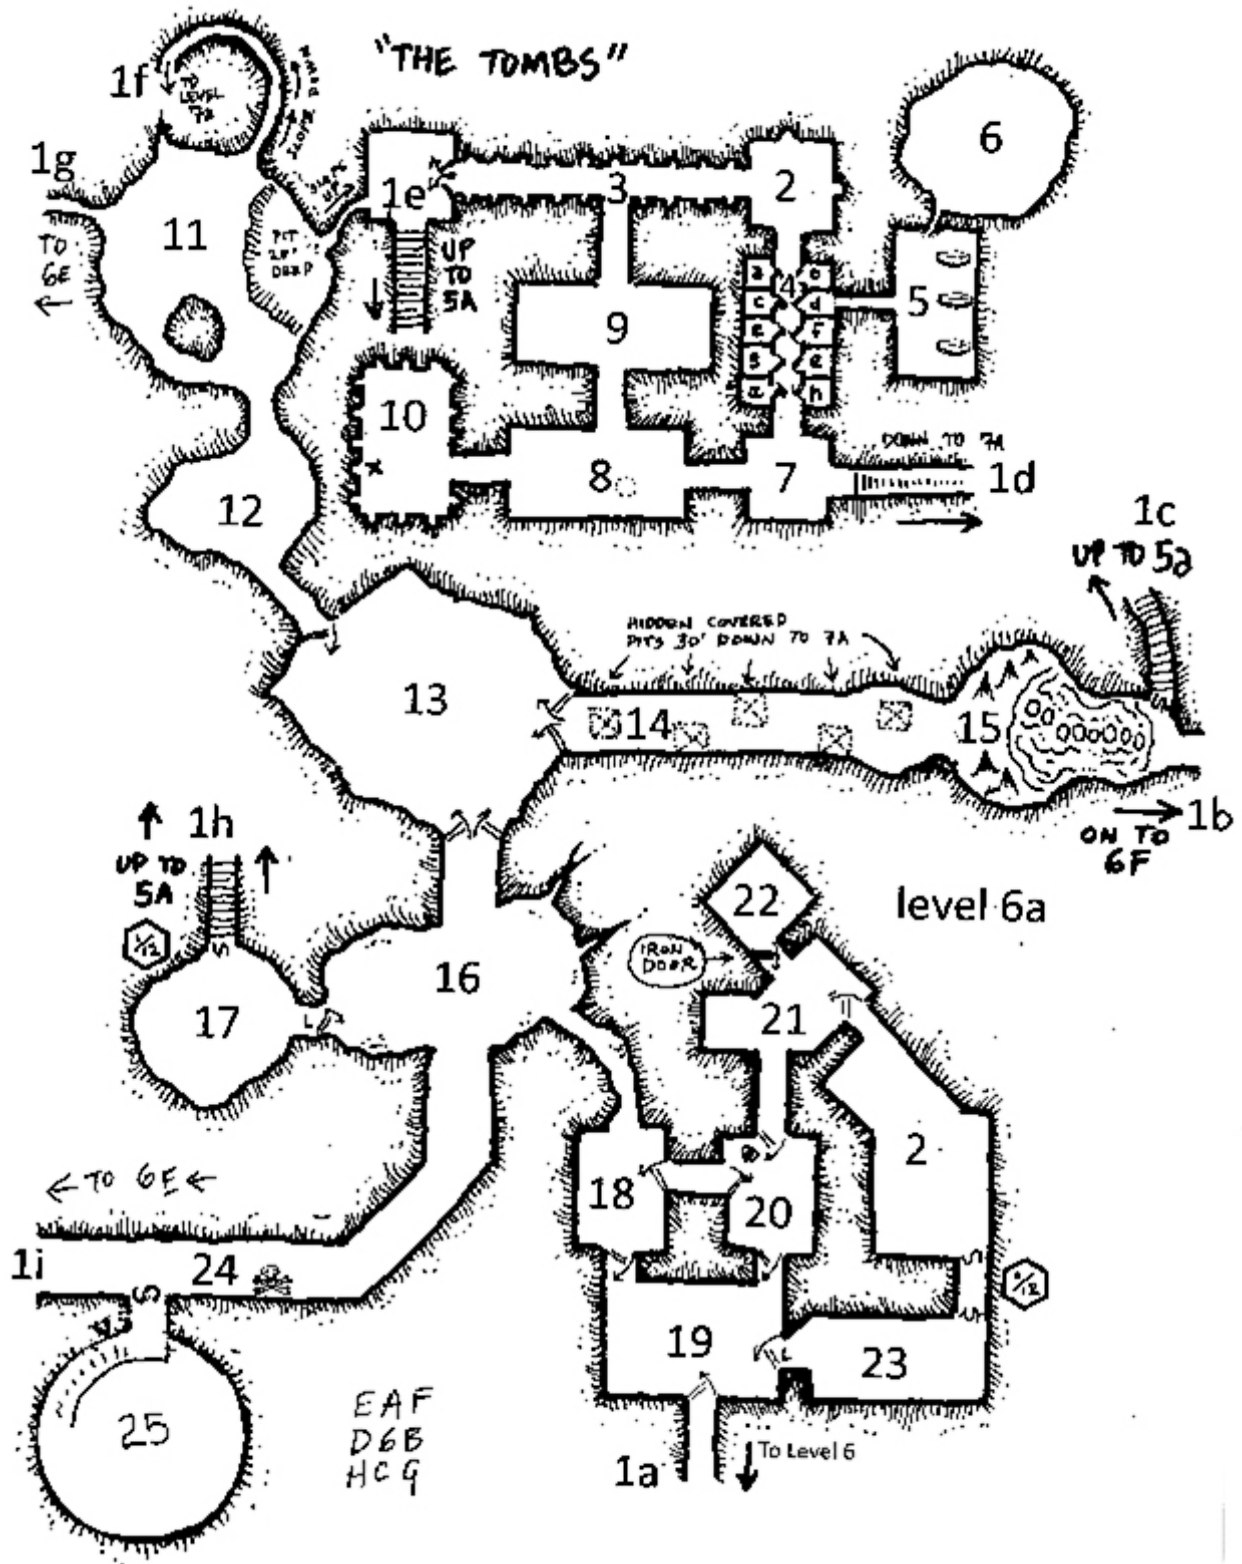 "THE TOMBS"
1f
TO
LEVEL
7a
SLOPE
1g
TO
6E
11
PIT
20'
DEEP
1e
3
2
6
UP
TO
5A
a
4
c
d
e
f
g
e
a
h
5
9
10
x
8
7
DOWN TO 7A
1d
12
1c
UP TO 5a
HIDDEN COVERED
PITS 30' DOWN TO 7A
13
14
15
S
1b
ON TO
6F
1h
UP TO
5A
1/2
S
17
L
16
22
level 6a
IRON
DOOR
21
2
18
20
TO 6E
1i
24
S
S
S
19
L
23
25
EAF
D6B
HCG
1a
To Level 6